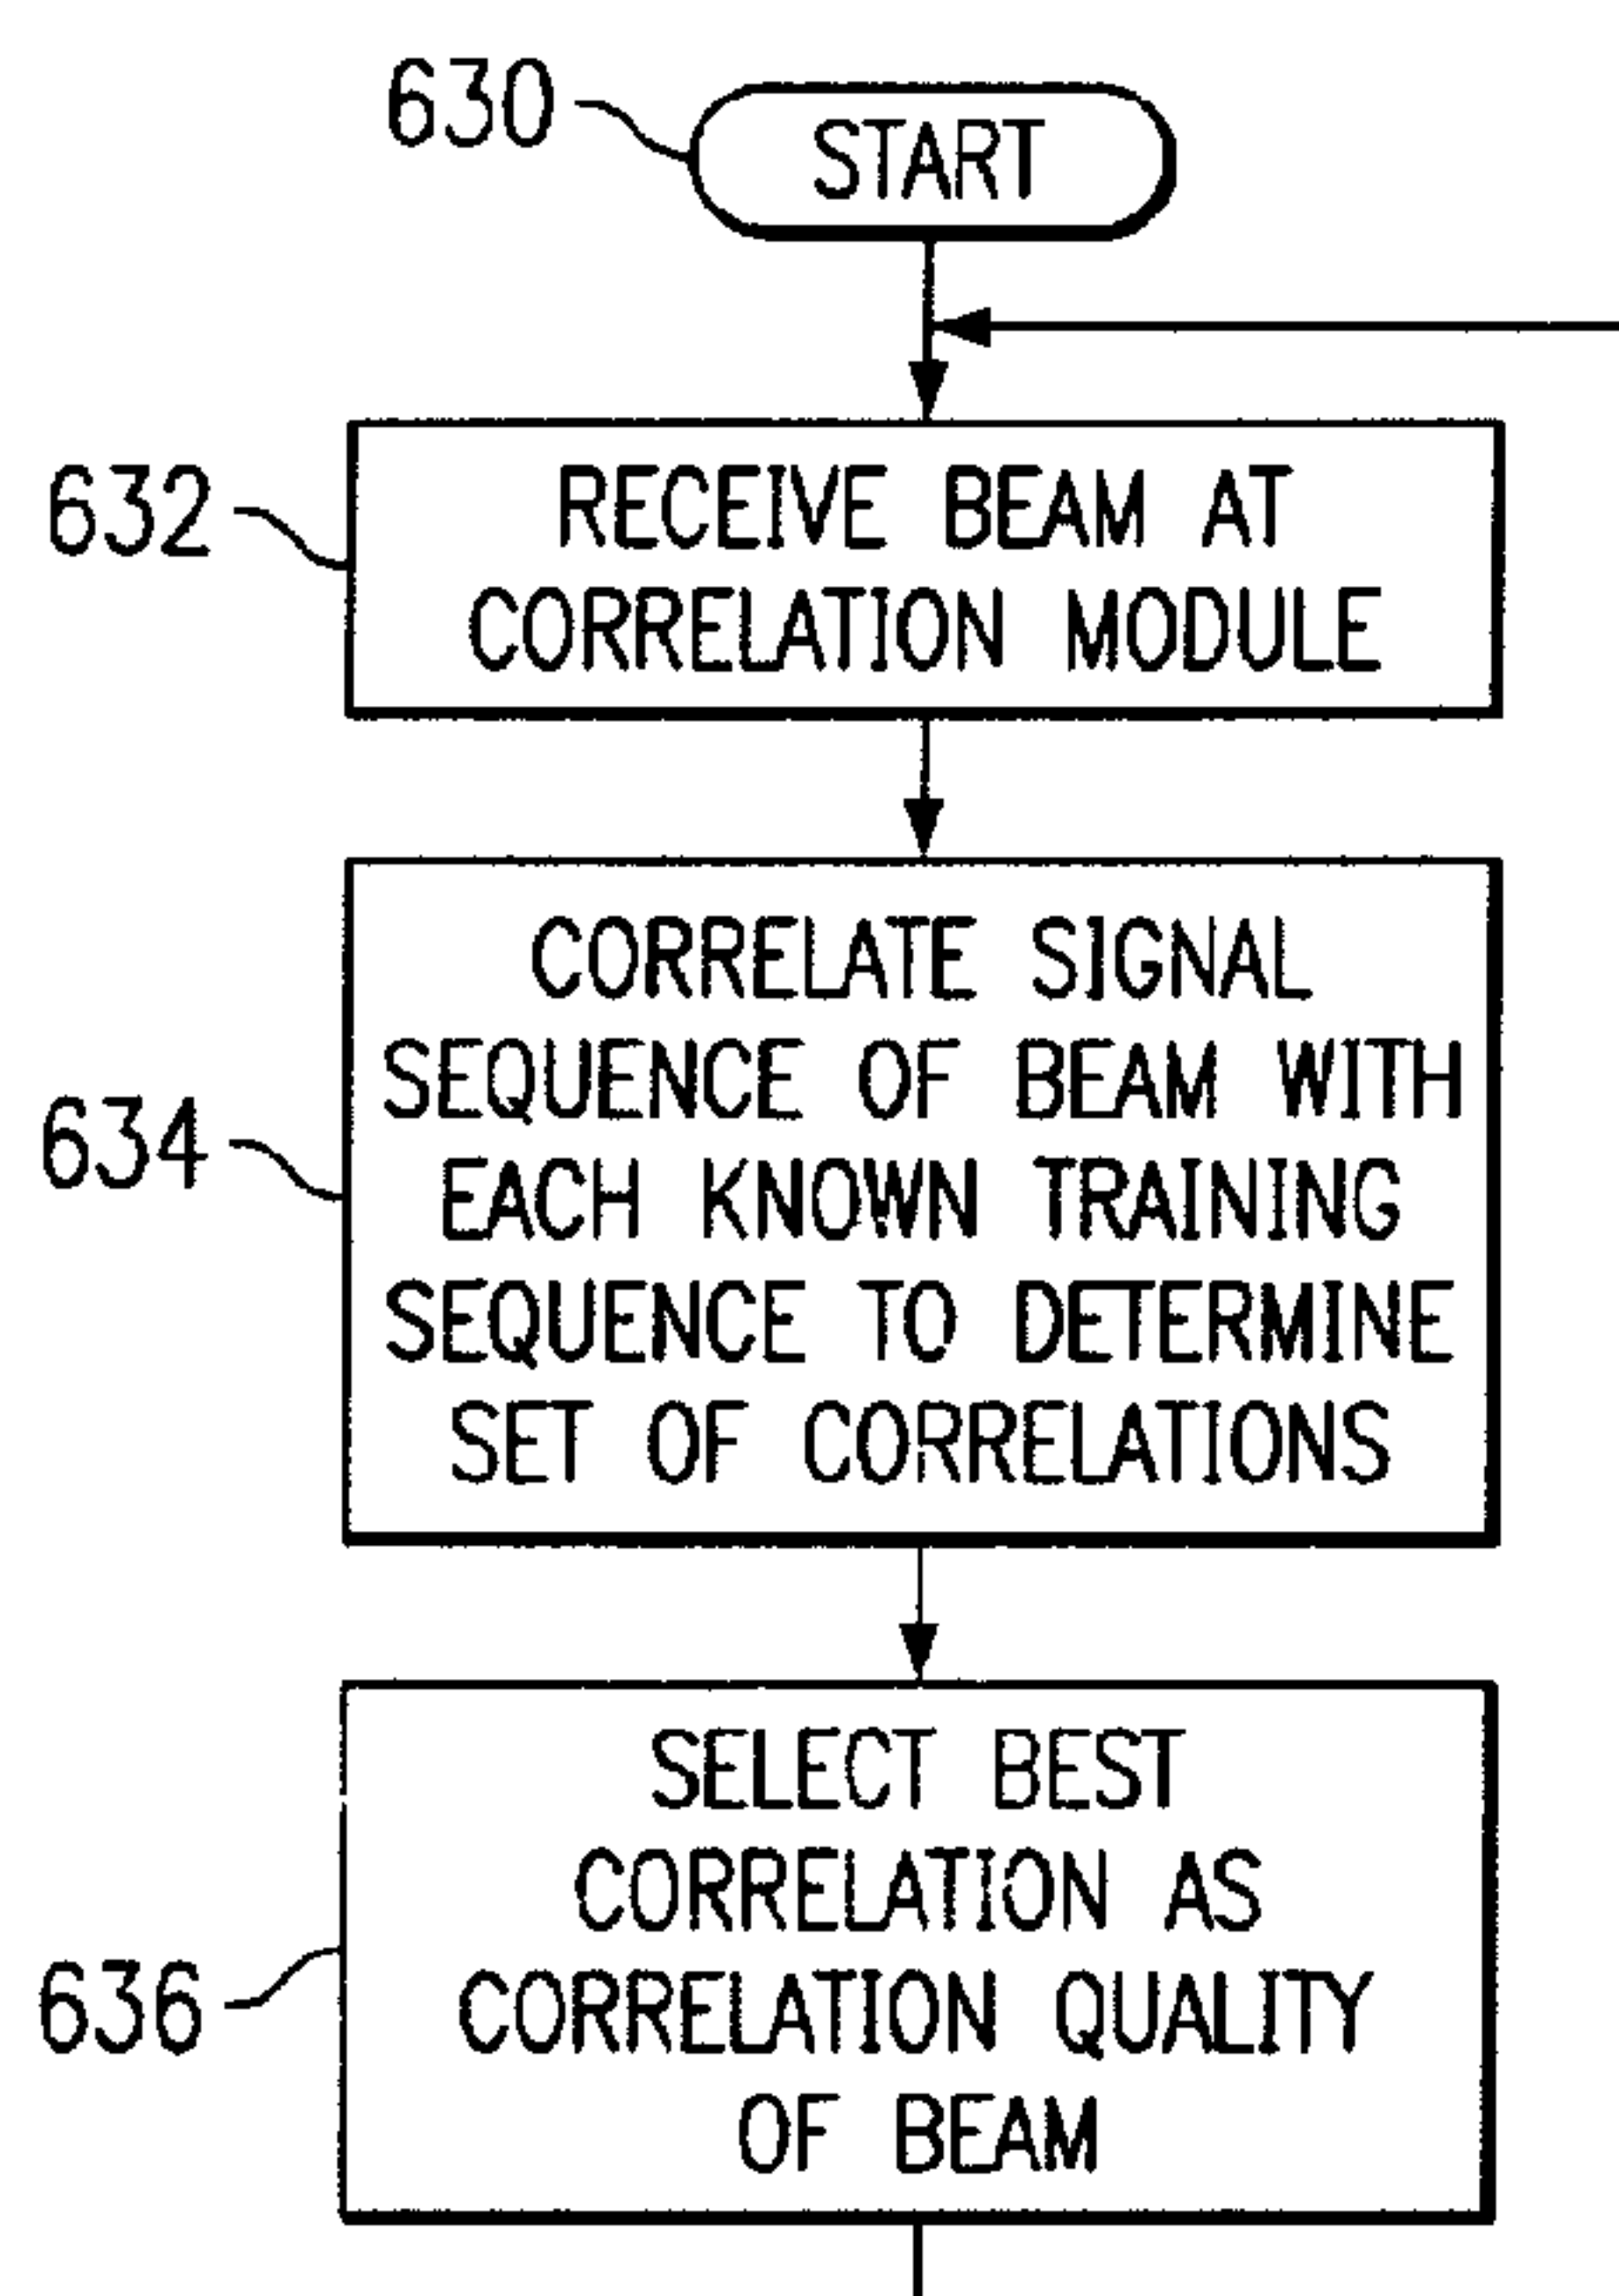 630
START
632
RECEIVE BEAM AT
CORRELATION MODULE
634
CORRELATE SIGNAL
SEQUENCE OF BEAM WITH
EACH KNOWN TRAINING
SEQUENCE TO DETERMINE
SET OF CORRELATIONS
636
SELECT BEST
CORRELATION AS
CORRELATION QUALITY
OF BEAM